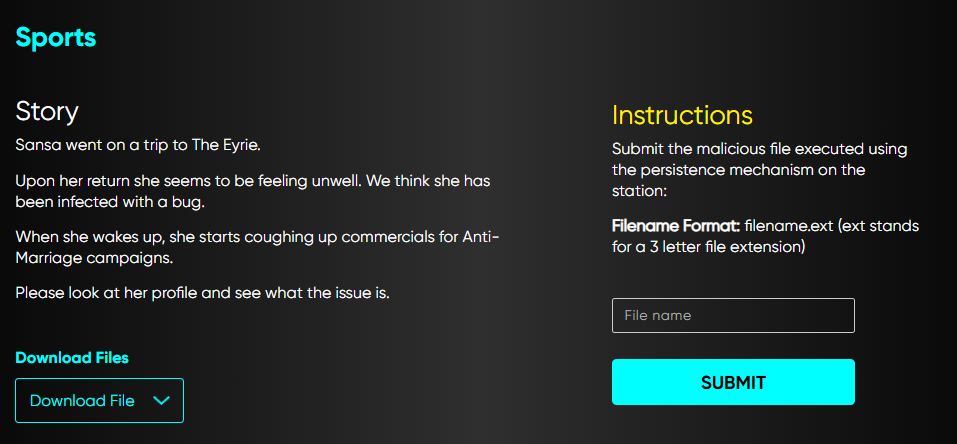 Sports
Story
Sansa went on a trip to The Eyrie.
Upon her return she seems to be feeling unwell. We think she has
been infected with a bug.
When she wakes up, she starts coughing up commercials for Anti-
Marriage campaigns.
Please look at her profile and see what the issue is.
Download Files
Download File
Instructions
Submit the malicious file executed using
the persistence mechanism on the
station:
Filename Format: filename.ext (ext stands
for a 3 letter file extension)
File name
SUBMIT